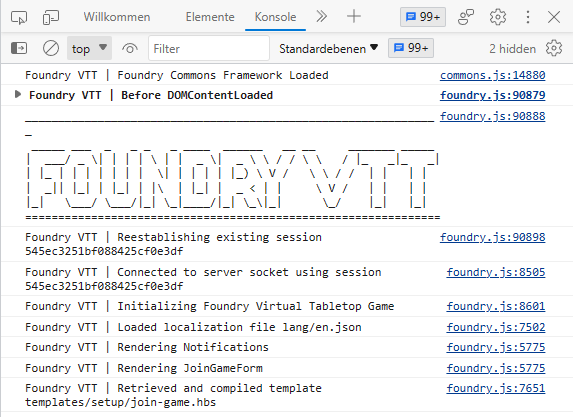 Willkommen Elemente Konsole 99+
top Filter Standardebenen 99+ 2 hidden
Foundry VTT | Foundry Commons Framework Loaded commons.js:14880
Foundry VTT | Before DOMContentLoaded foundry.js:90879
foundry.js:90888
FOUNDRY VTT
Foundry VTT | Reestablishing existing session foundry.js:90898
545ec3251bf088425cf0e3df
Foundry VTT | Connected to server socket using session foundry.js:8505
545ec3251bf088425cf0e3df
Foundry VTT | Initializing Foundry Virtual Tabletop Game foundry.js:8601
Foundry VTT | Loaded localization file lang/en.json foundry.js:7502
Foundry VTT | Rendering Notifications foundry.js:5775
Foundry VTT | Rendering JoinGameForm foundry.js:5775
Foundry VTT | Retrieved and compiled template foundry.js:7651
templates/setup/join-game.hbs